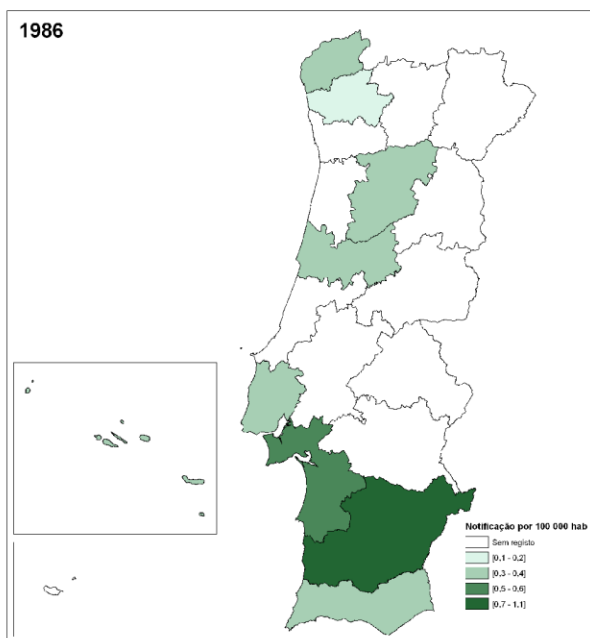 1986
Notificação por 100 000 hab
Sem registo
[0,1 - 0,2]
[0,3 - 0,4]
[0,5 - 0,6]
[0,7 - 1,1]